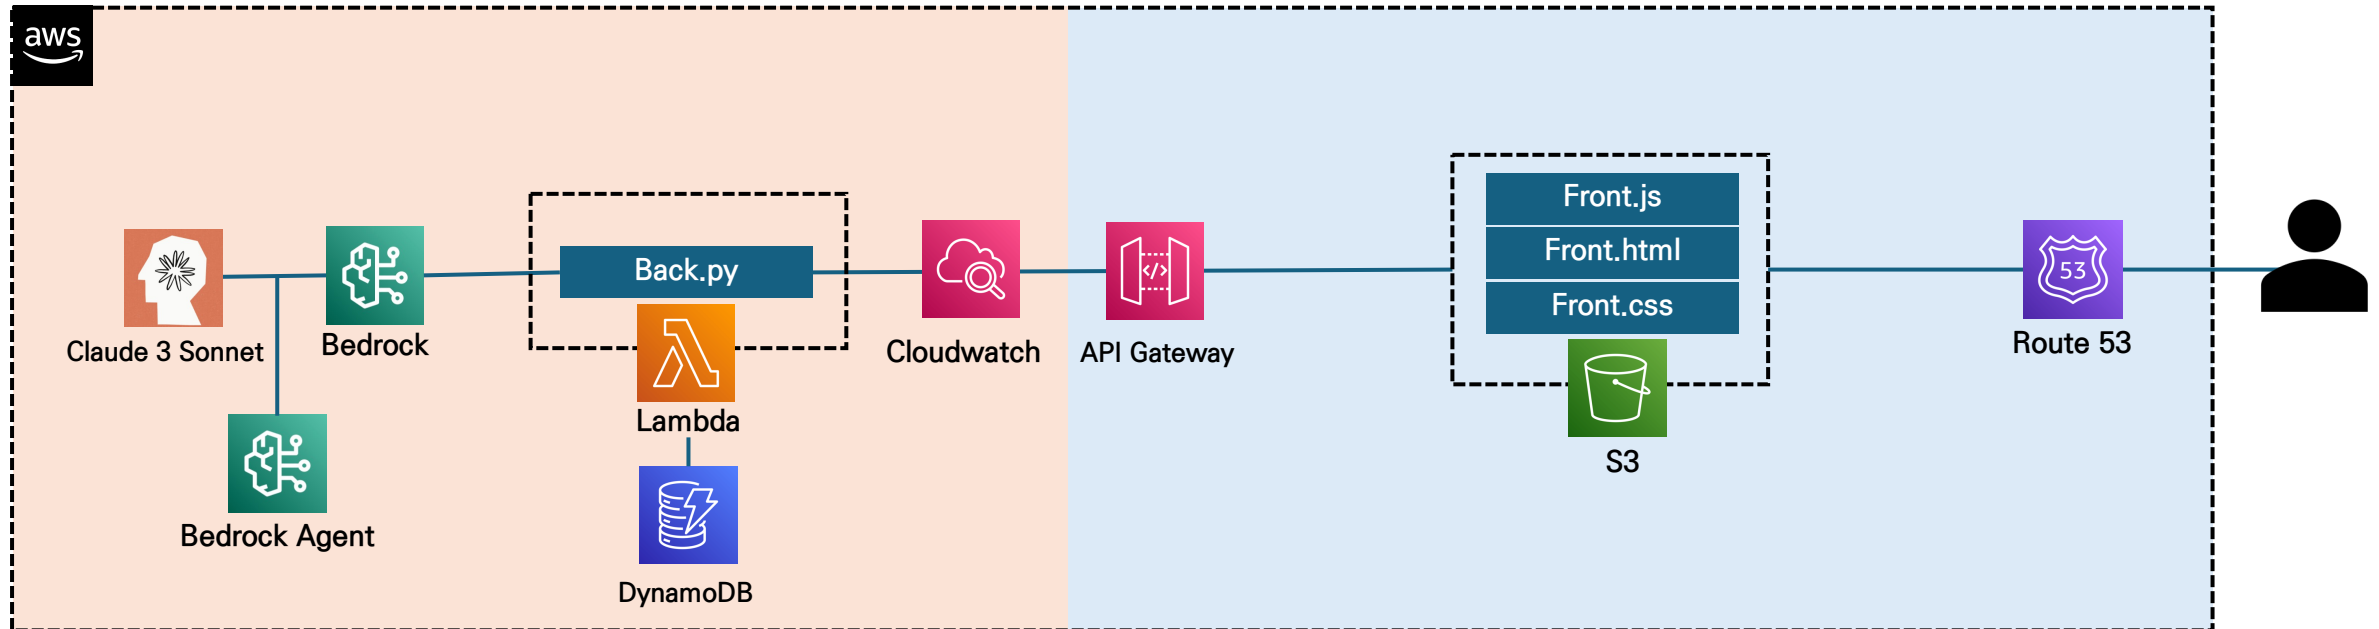 aws
Front.js
Front.html
Front.css
Back.py
53
</>
Claude 3 Sonnet
Bedrock
Cloudwatch
API Gateway
Route 53
Lambda
S3
Bedrock Agent
DynamoDB